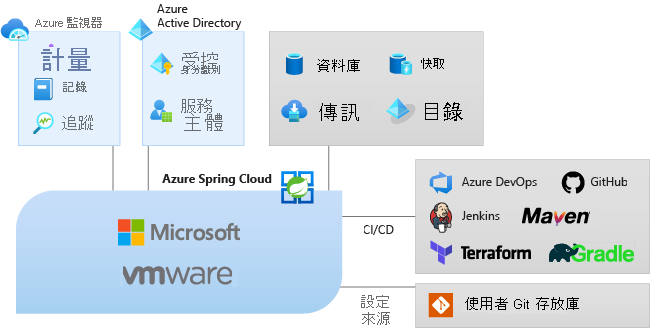 Azure 監視器
計量
記錄
追蹤
Azure
Active Directory
受控
身分識別
服務
主體
資料庫
快取
傳訊
目錄
Azure Spring Cloud
Microsoft
vmware
CI/CD
Azure DevOps
GitHub
Jenkins
Maven
Terraform
Gradle
設定
來源
使用者 Git 存放庫